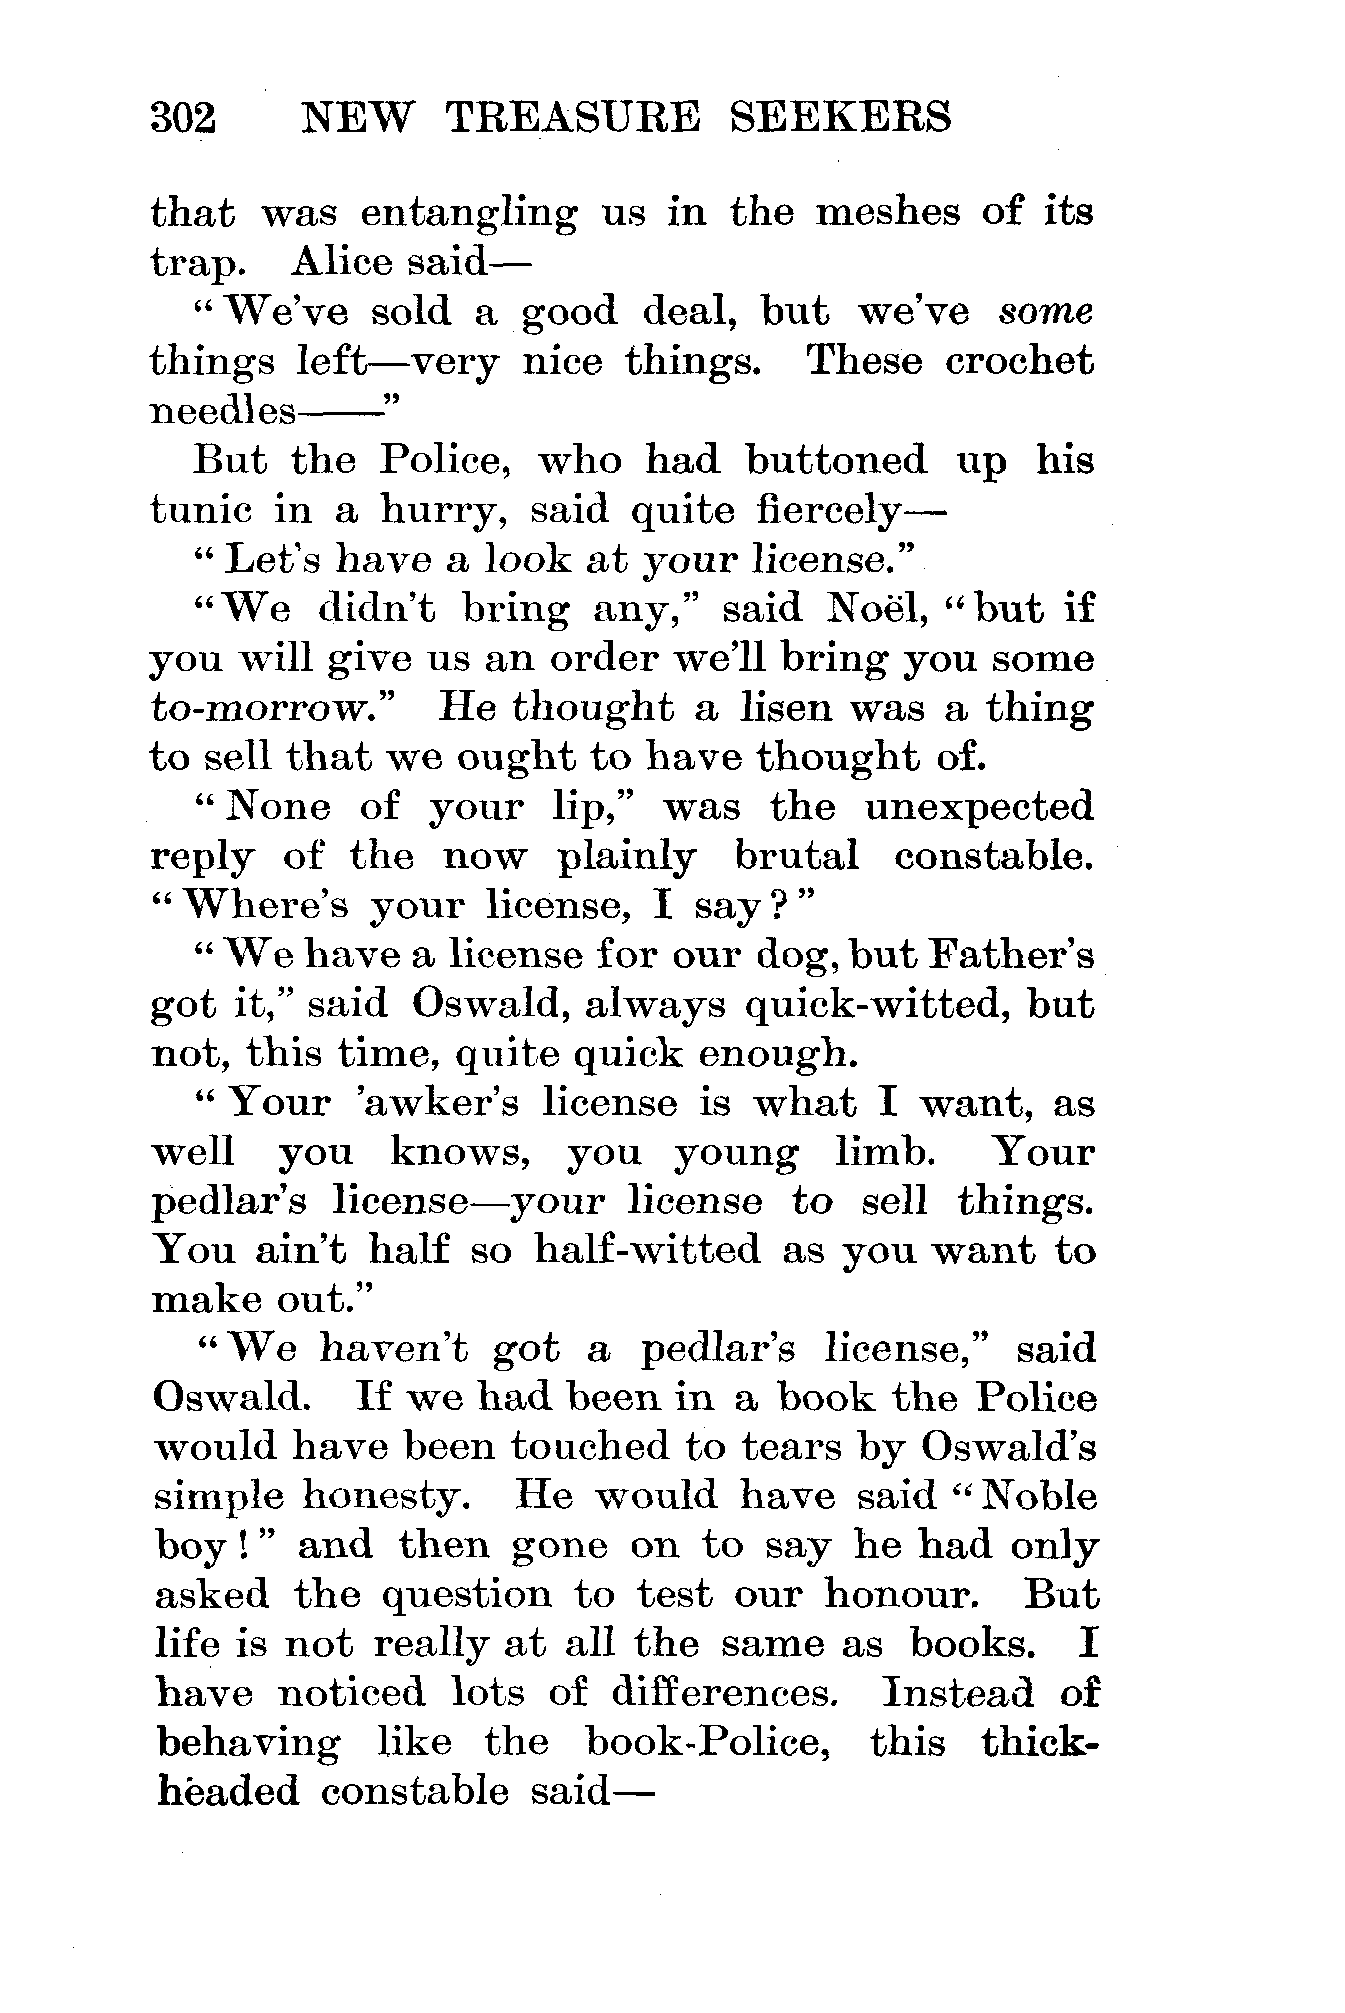 302 NEW TREASURE SEEKERS
that was entangling us in the meshes of its
trap. Alice said—
“We’ve sold a good deal, but we’ve some
things left—very nice things. These crochet
needles——”
But the Police, who had buttoned up his
tunic in a hurry, said quite fiercely—
“Let’s have a look at your license.”
“We didn’t bring any,” said Noël, “but if
you will give us an order we’ll bring you some
to-morrow.” He thought a lisen was a thing
to sell that we ought to have thought of.
“None of your lip,” was the unexpected
reply of the now plainly brutal constable.
“Where’s your license, I say?”
“We have a license for our dog, but Father’s
got it,” said Oswald, always quick-witted, but
not, this time, quite quick enough.
“Your ’awker’s license is what I want, as
well you knows, you young limb. Your
pedlar’s license—your license to sell things.
You ain’t half so half-witted as you want to
make out.”
“We haven’t got a pedlar’s license,” said
Oswald. If we had been in a book the Police
would have been touched to tears by Oswald’s
simple honesty. He would have said “Noble
boy!” and then gone on to say he had only
asked the question to test our honour. But
life is not really at all the same as books. I
have noticed lots of differences. Instead of
behaving like the book-Police, this thick-
headed constable said—